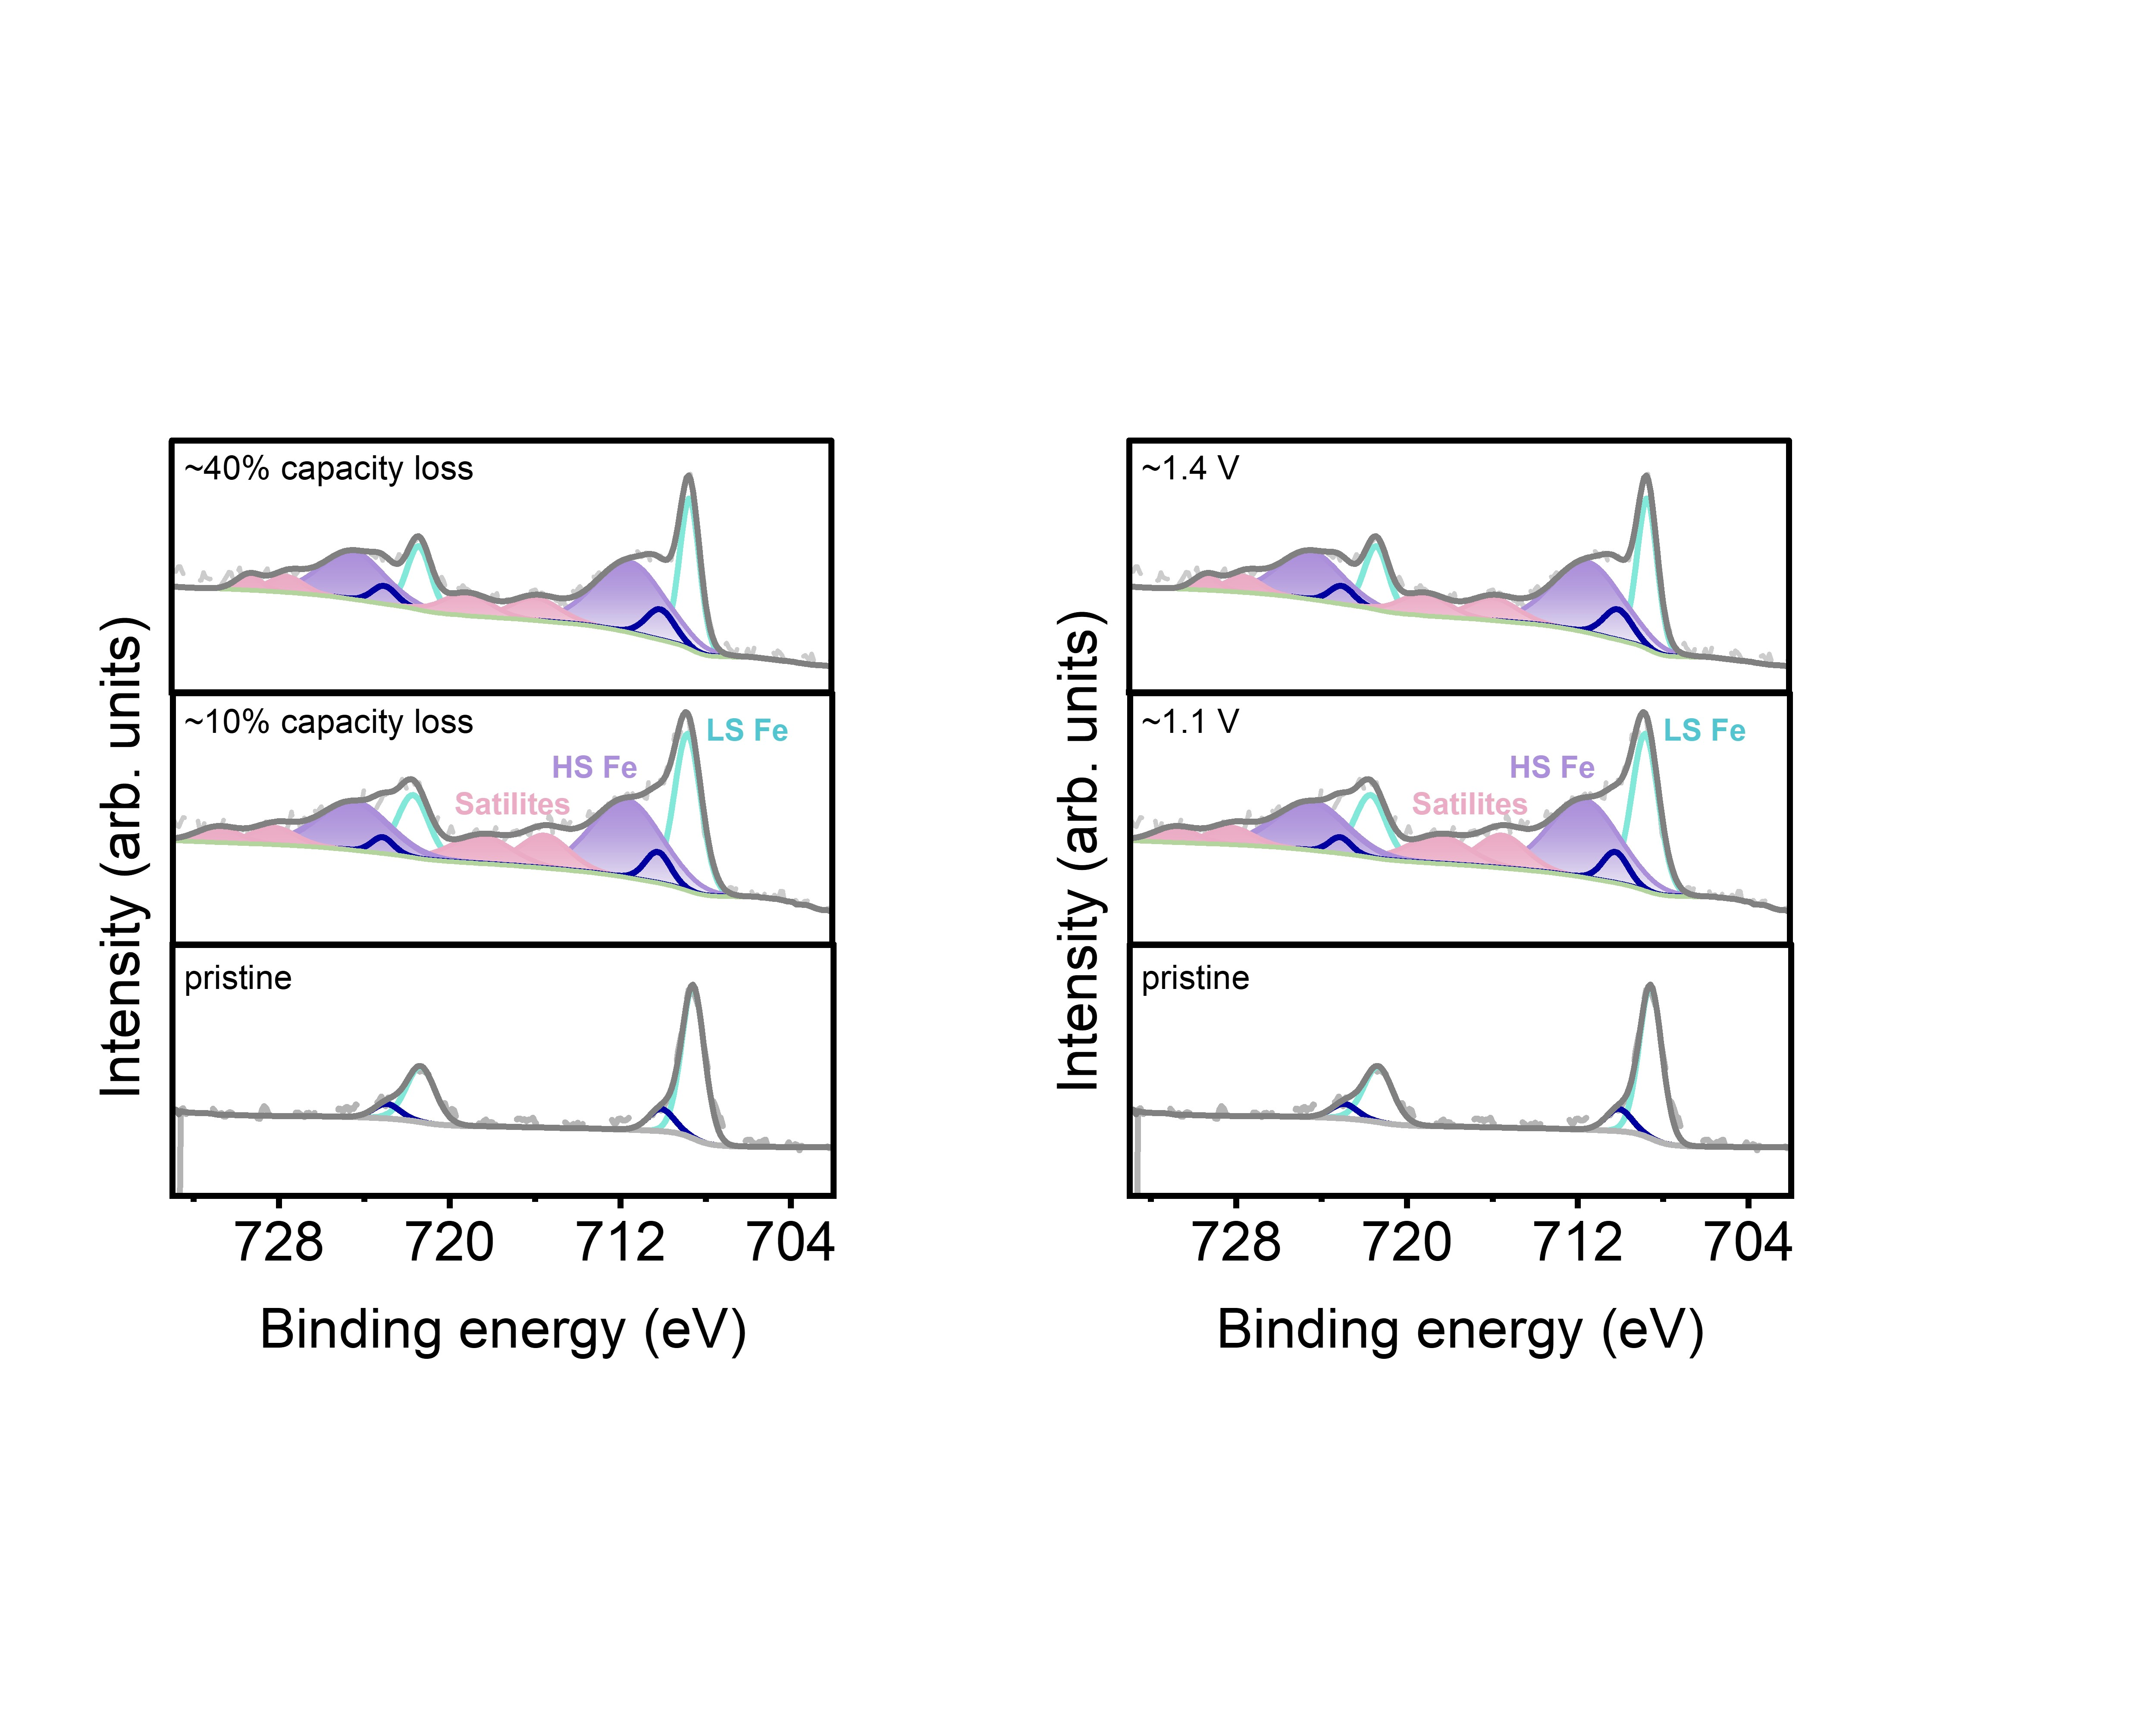 ~40% capacity loss
~10% capacity loss
LS Fe
HS Fe
Satilites
pristine
Intensity (arb. units)
728 720 712 704
Binding energy (eV)
~1.4 V
~1.1 V
LS Fe
HS Fe
Satilites
pristine
Intensity (arb. units)
728 720 712 704
Binding energy (eV)